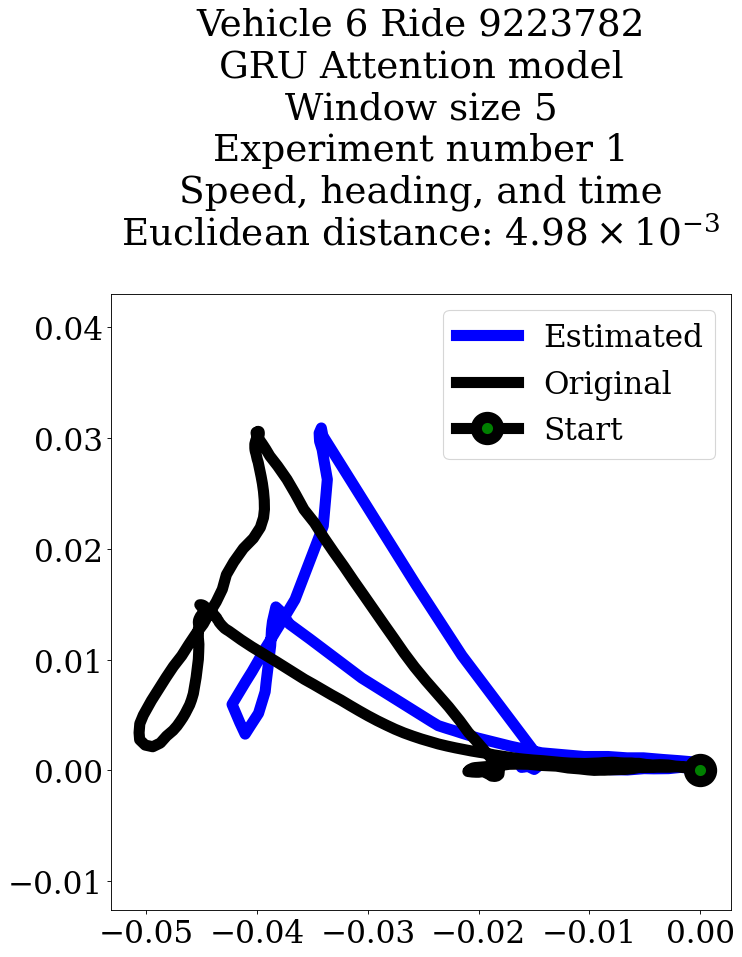 Vehicle 6 Ride 9223782
GRU Attention model
Window size 5
Experiment number 1
Speed, heading, and time
Euclidean distance: 4.98 × 10⁻³
0.04
0.03
0.02
0.01
0.00
−0.01
Estimated
Original
Start
−0.05 −0.04 −0.03 −0.02 −0.01 0.00